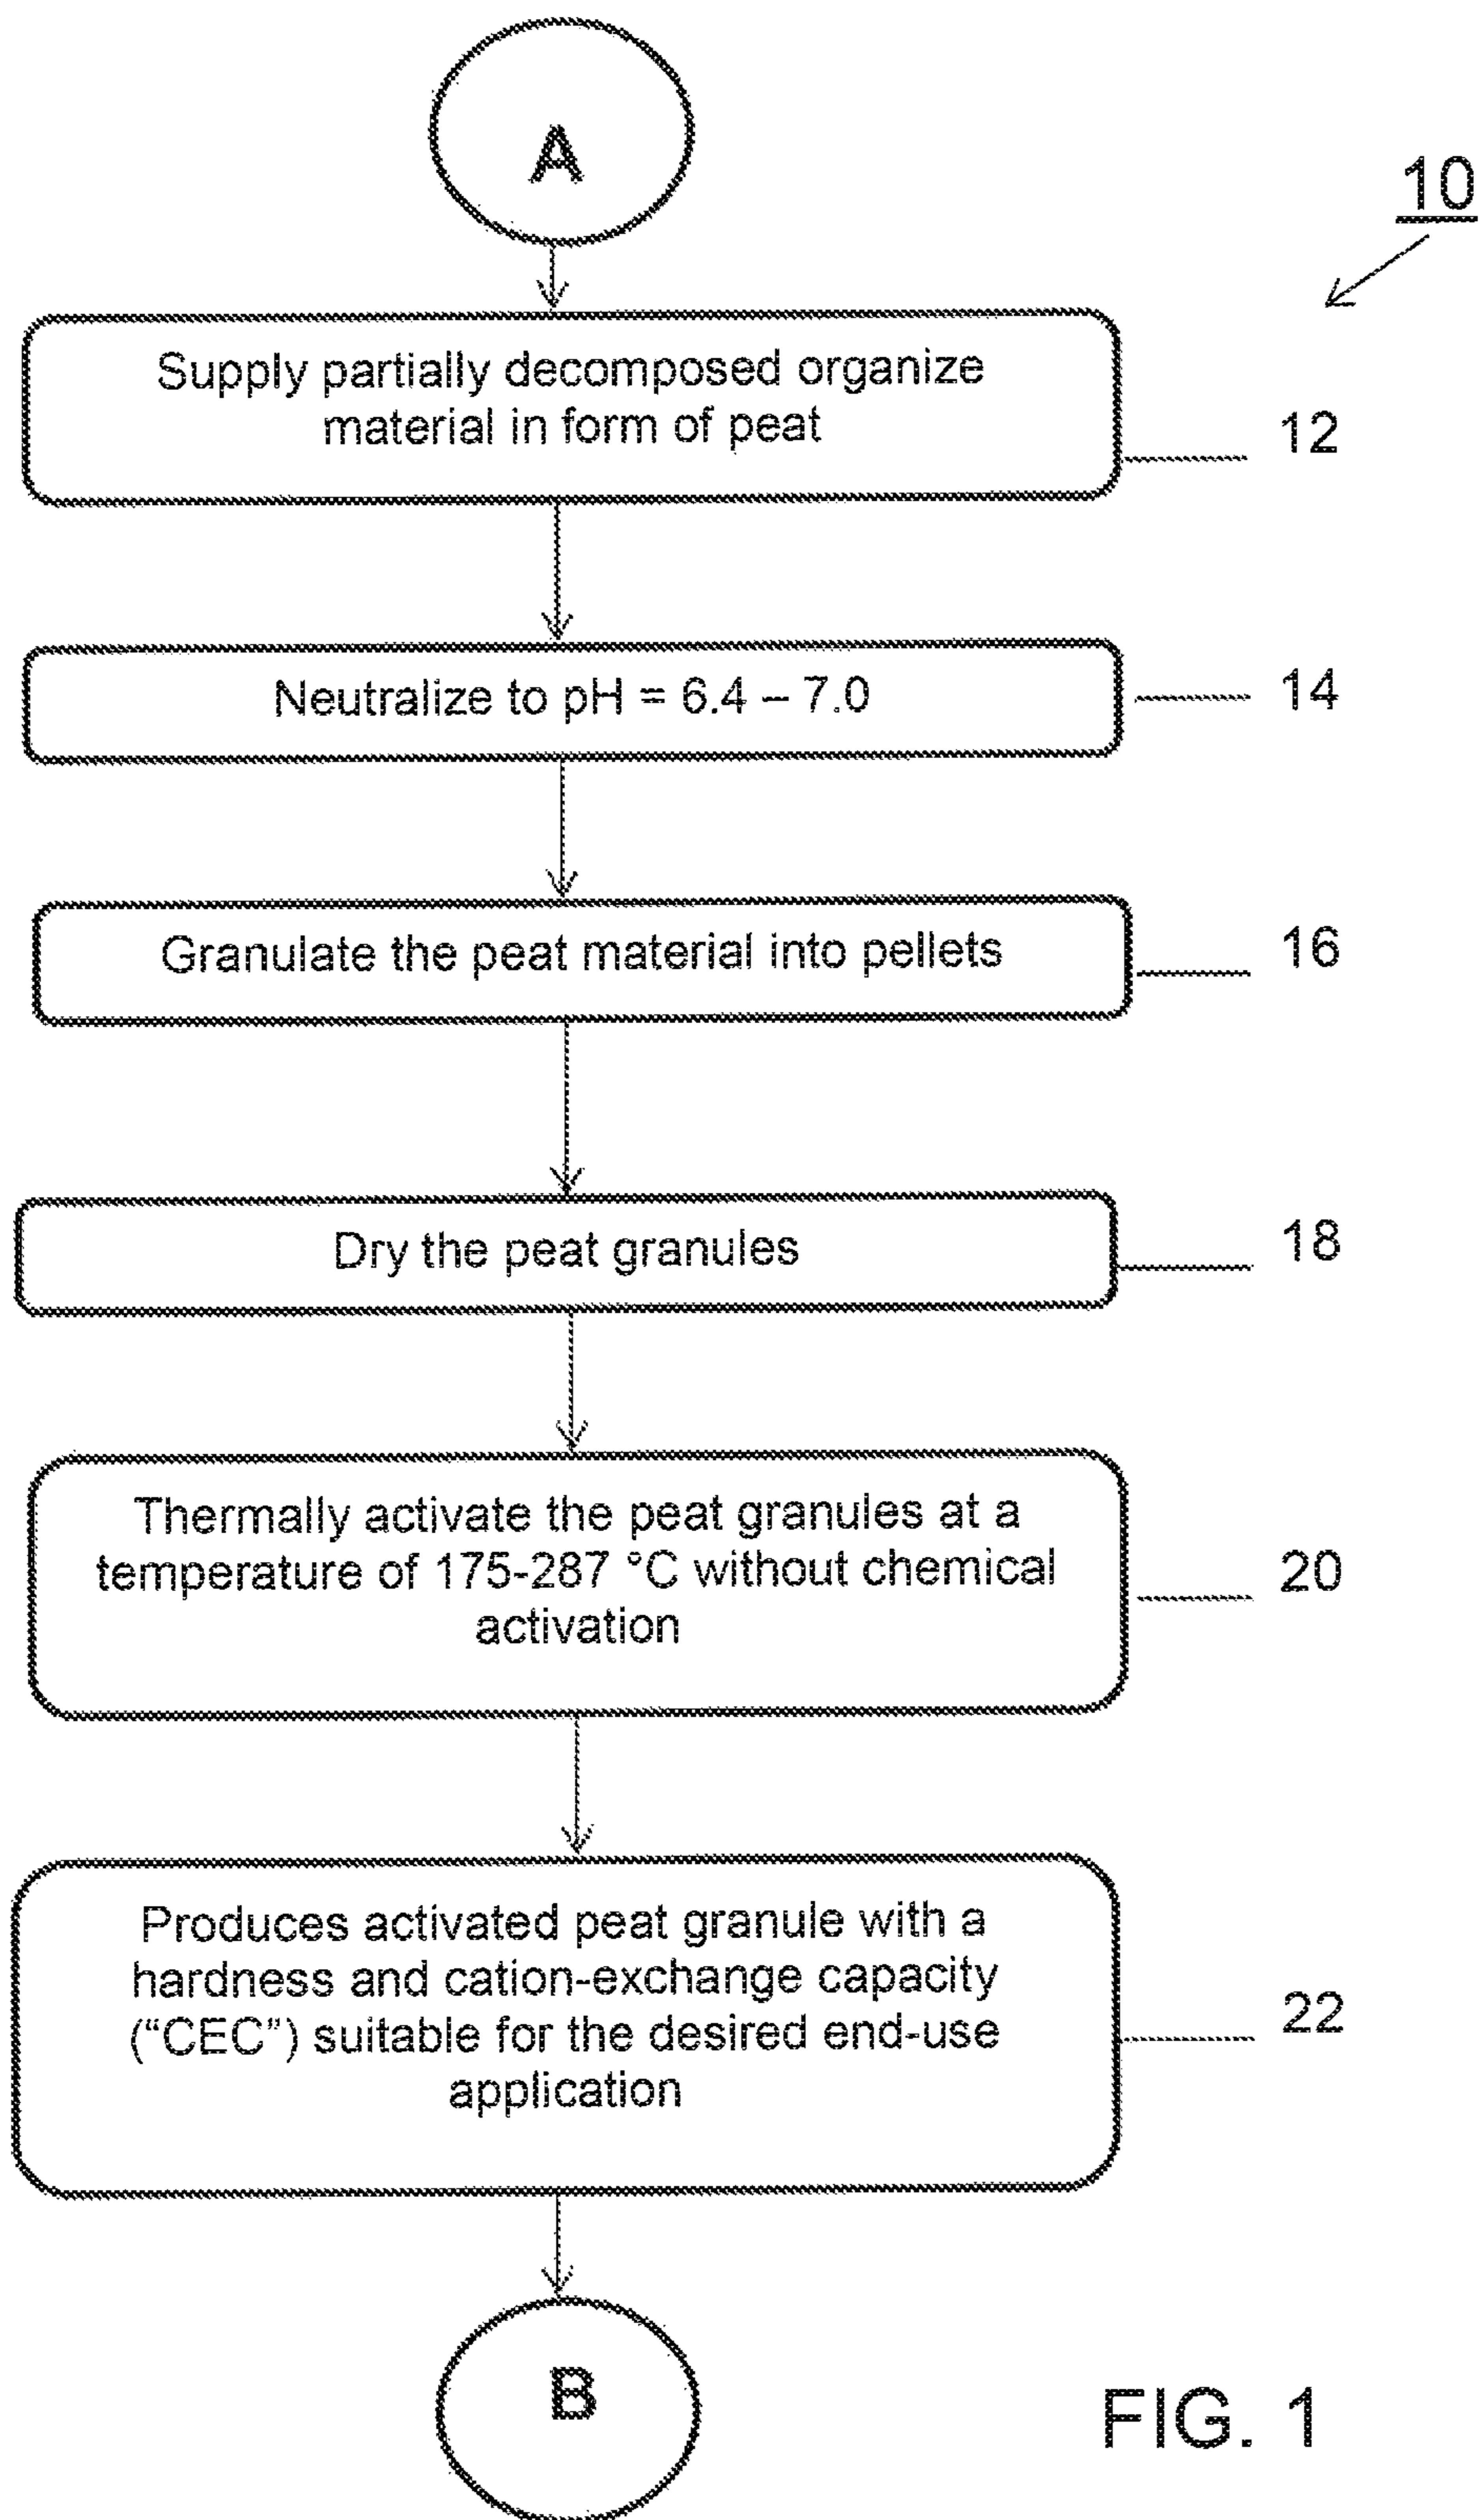 A
10
Supply partially decomposed organize
material in form of peat
12
Neutralize to pH = 6.4 – 7.0
14
Granulate the peat material into pellets
16
Dry the peat granules
18
Thermally activate the peat granules at a
temperature of 175-287 °C without chemical
activation
20
Produces activated peat granule with a
hardness and cation-exchange capacity
(“CEC”) suitable for the desired end-use
application
22
B
FIG. 1